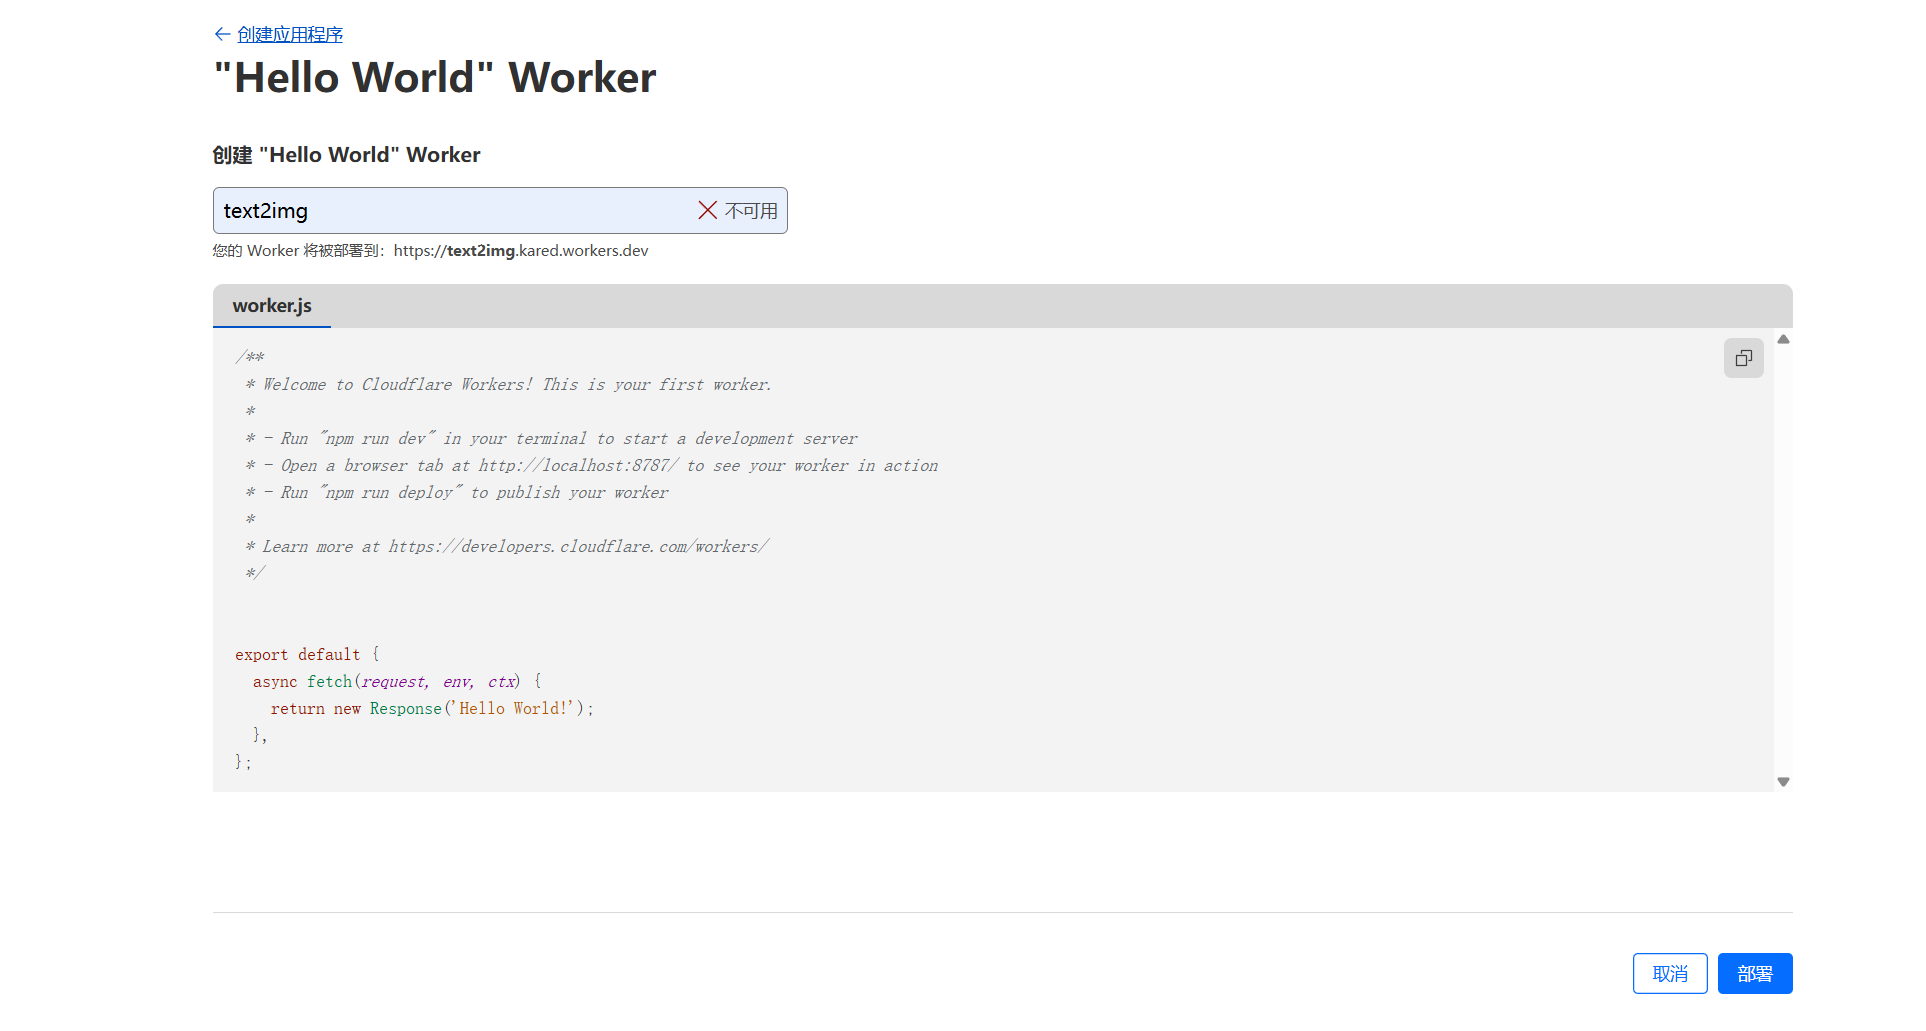 创建应用程序
"Hello World" Worker
创建 "Hello World" Worker
text2img 不可用
您的 Worker 将被部署到：https://text2img.kared.workers.dev
worker.js
/**
 * Welcome to Cloudflare Workers! This is your first worker.
 *
 * - Run "npm run dev" in your terminal to start a development server
 * - Open a browser tab at http://localhost:8787/ to see your worker in action
 * - Run "npm run deploy" to publish your worker
 *
 * Learn more at https://developers.cloudflare.com/workers/
 */
export default {
  async fetch(request, env, ctx) {
    return new Response('Hello World!');
  },
};
取消 部署